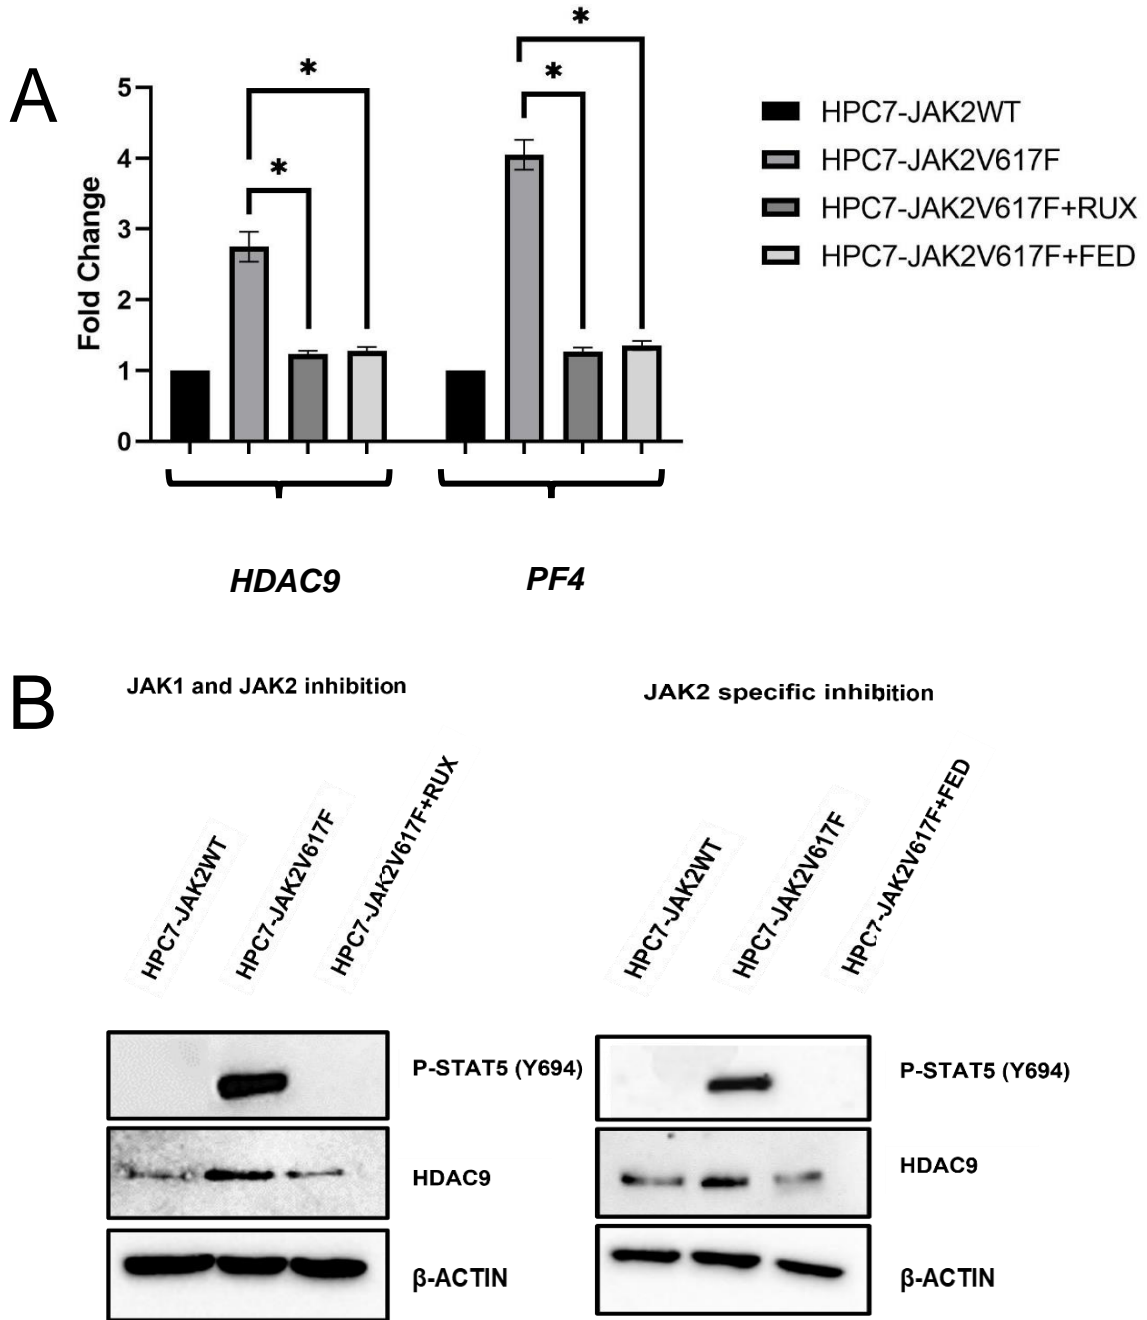 A
*
*
*
*
5
4
3
2
1
0
Fold Change
HPC7-JAK2WT
HPC7-JAK2V617F
HPC7-JAK2V617F+RUX
HPC7-JAK2V617F+FED
HDAC9
PF4
B
JAK1 and JAK2 inhibition
JAK2 specific inhibition
HPC7-JAK2WT
HPC7-JAK2V617F
HPC7-JAK2V617F+RUX
HPC7-JAK2WT
HPC7-JAK2V617F
HPC7-JAK2V617F+FED
P-STAT5 (Y694)
HDAC9
β-ACTIN
P-STAT5 (Y694)
HDAC9
β-ACTIN